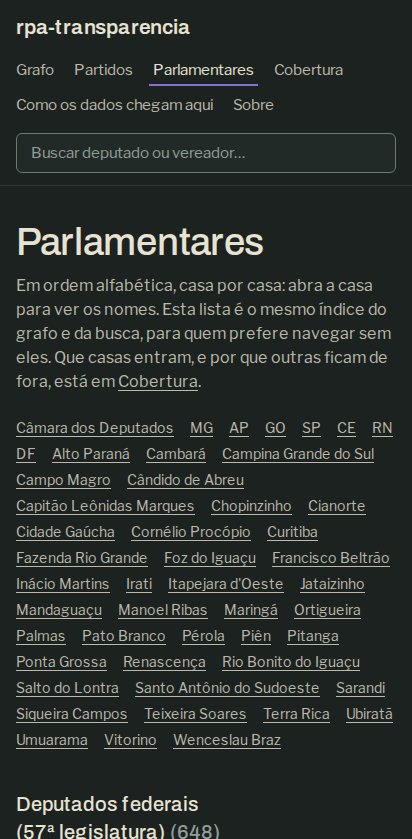 rpa-transparencia
Grafo Partidos Parlamentares Cobertura
Como os dados chegam aqui Sobre
Buscar deputado ou vereador...
Parlamentares
Em ordem alfabética, casa por casa: abra a casa
para ver os nomes. Esta lista é o mesmo índice do
grafo e da busca, para quem prefere navegar sem
eles. Que casas entram, e por que outras ficam de
fora, está em Cobertura.
Câmara dos Deputados MG AP GO SP CE RN
DF Alto Paraná Cambará Campina Grande do Sul
Campo Magro Cândido de Abreu
Capitão Leônidas Marques Chopinzinho Cianorte
Cidade Gaúcha Cornélio Procópio Curitiba
Fazenda Rio Grande Foz do Iguaçu Francisco Beltrão
Inácio Martins Irati Itapejara d'Oeste Jataizinho
Mandaguaçu Manoel Ribas Maringá Ortigueira
Palmas Pato Branco Pérola Piên Pitanga
Ponta Grossa Renascença Rio Bonito do Iguaçu
Salto do Lontra Santo Antônio do Sudoeste Sarandi
Siqueira Campos Teixeira Soares Terra Rica Ubiratã
Umuarama Vitorino Wenceslau Braz
Deputados federais
(57ª legislatura) (648)